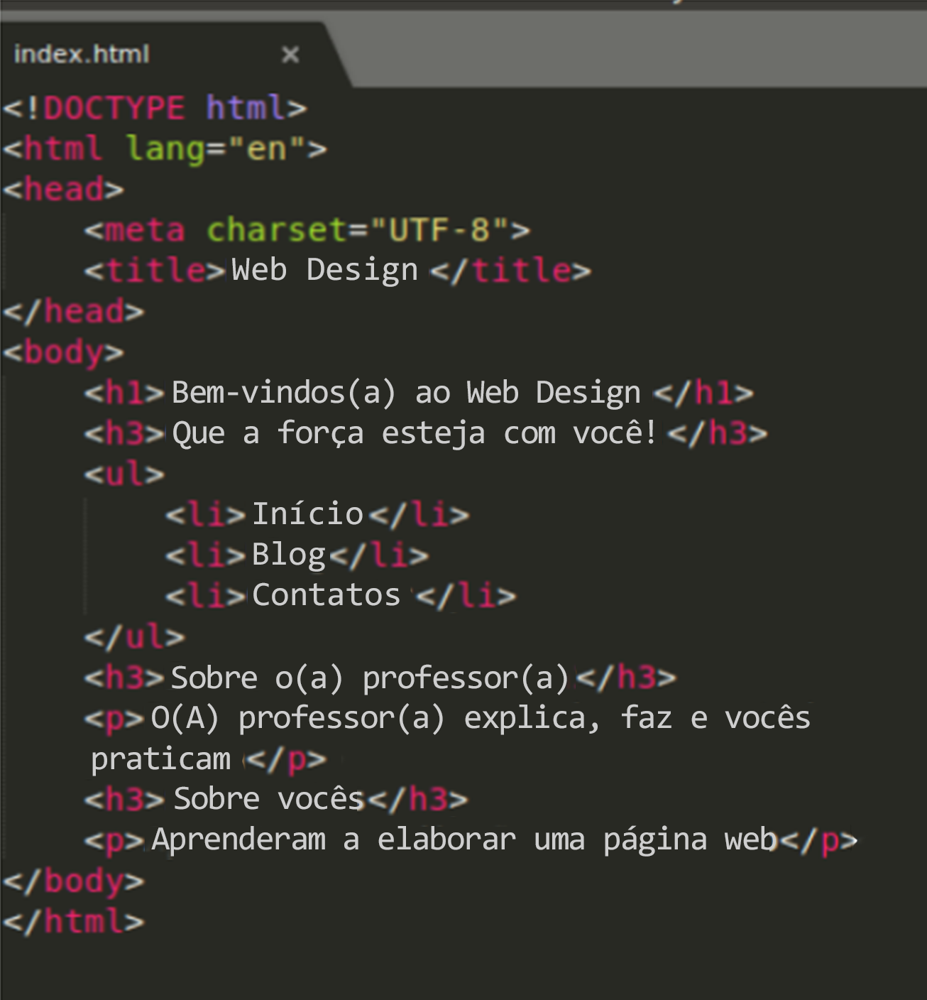 index.html ×
<!DOCTYPE html>
<html lang="en">
<head>
<meta charset="UTF-8">
<title>Web Design </title>
</head>
<body>
<h1>Bem-vindos(a) ao Web Design </h1>
<h3>Que a força esteja com você! </h3>
<ul>
<li>Início</li>
<li>Blog</li>
<li>Contatos </li>
</ul>
<h3>Sobre o(a) professor(a)</h3>
<p>O(A) professor(a) explica, faz e vocês
praticam </p>
<h3>Sobre vocês</h3>
<p>Aprenderam a elaborar uma página web</p>
</body>
</html>